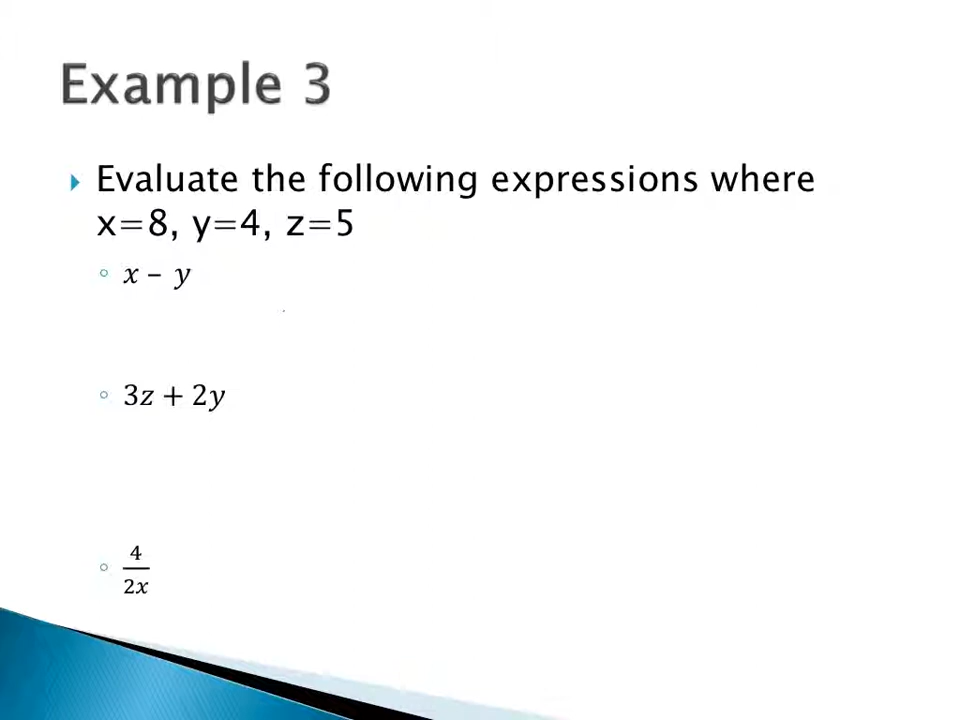 Example 3
Evaluate the following expressions where
x=8, y=4, z=5
x – y
3z + 2y
4
2x